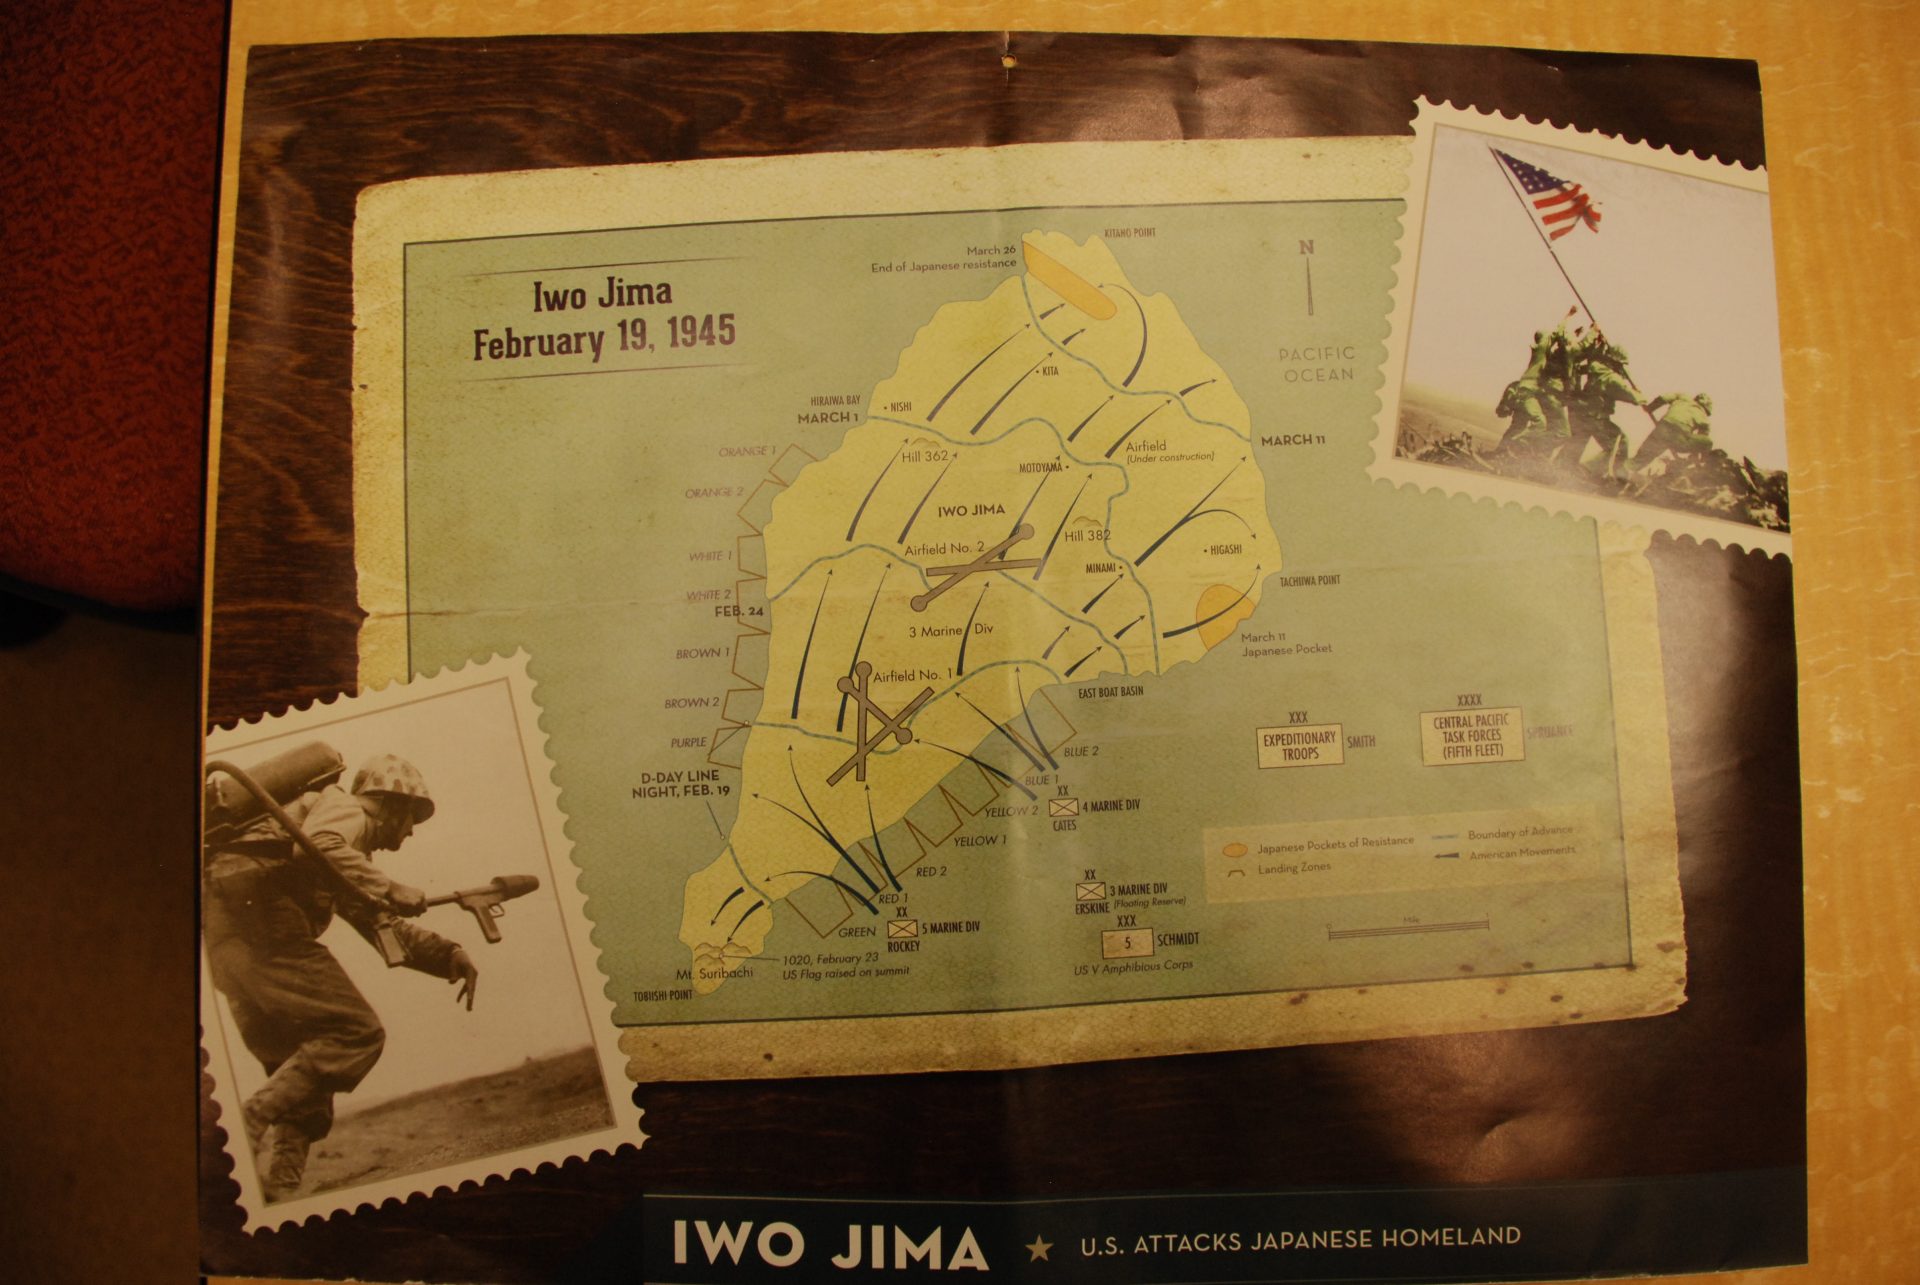 Iwo Jima
February 19, 1945
March 26
End of Japanese resistance
KITANO POINT
N
PACIFIC
OCEAN
KITA
HIRAIWA BAY
MARCH 1
NISHI
MARCH 11
ORANGE 1
Hill 362
Airfield
(Under construction)
MOTOYAMA
ORANGE 2
IWO JIMA
Hill 382
WHITE 1
Airfield No. 2
HIGASHI
MINAMI
TACHIIWA POINT
WHITE 2
FEB. 24
3 Marine Div
March 11
Japanese Pocket
BROWN 1
Airfield No. 1
EAST BOAT BASIN
BROWN 2
XXX
EXPEDITIONARY
TROOPS
SMITH
XXXX
CENTRAL PACIFIC
TASK FORCES
(FIFTH FLEET)
SPRUANCE
PURPLE
BLUE 2
D-DAY LINE
NIGHT, FEB. 19
BLUE 1
XX
4 MARINE DIV
CATES
YELLOW 2
YELLOW 1
Japanese Pockets of Resistance
Boundary of Advance
Landing Zones
American Movements
RED 2
XX
3 MARINE DIV
ERSKINE (Floating Reserve)
RED 1
XX
5 MARINE DIV
ROCKEY
GREEN
XXX
5
SCHMIDT
US V Amphibious Corps
Mile
1
1020, February 23
US Flag raised on summit
Mt. Suribachi
TOBIISHI POINT
IWO JIMA
U.S. ATTACKS JAPANESE HOMELAND